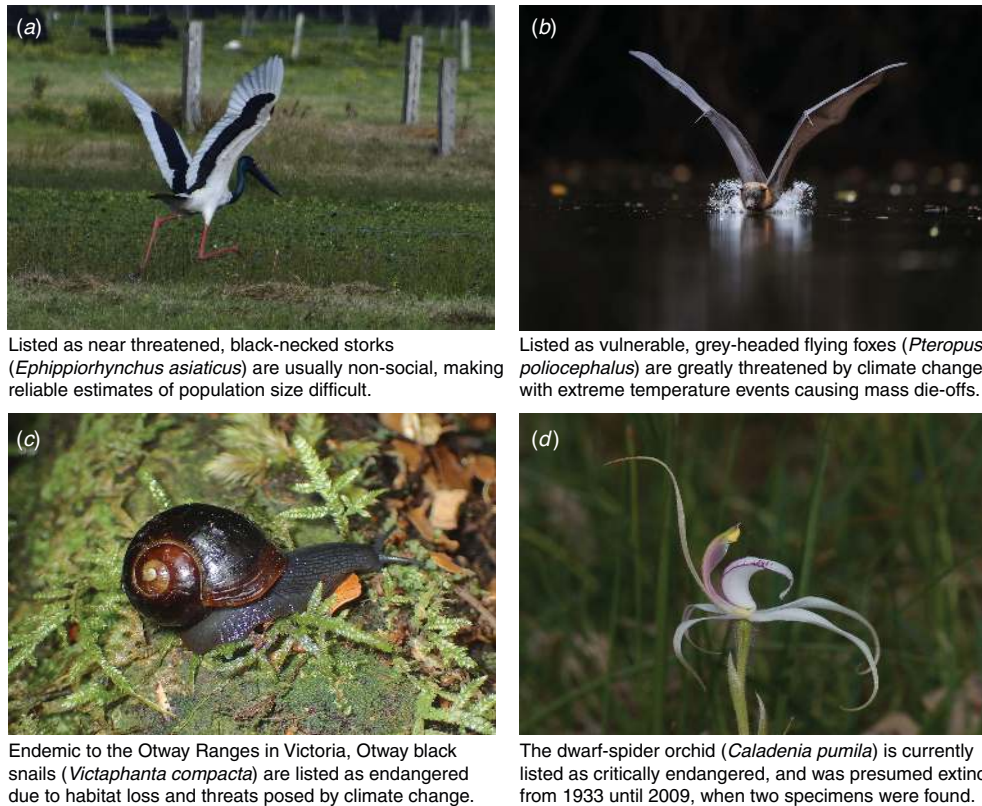 (a)
(b)
Listed as near threatened, black-necked storks
(Ephippiorhynchus asiaticus) are usually non-social, making
reliable estimates of population size difficult.
Listed as vulnerable, grey-headed flying foxes (Pteropus
poliocephalus) are greatly threatened by climate change
with extreme temperature events causing mass die-offs.
(c)
(d)
Endemic to the Otway Ranges in Victoria, Otway black
snails (Victaphanta compacta) are listed as endangered
due to habitat loss and threats posed by climate change.
The dwarf-spider orchid (Caladenia pumila) is currently
listed as critically endangered, and was presumed extinc
from 1933 until 2009, when two specimens were found.